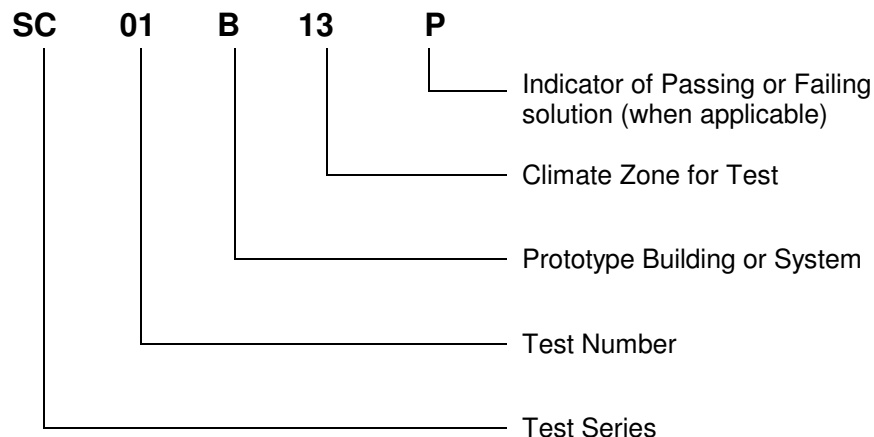 SC 01 B 13 P
Indicator of Passing or Failing
solution (when applicable)
Climate Zone for Test
Prototype Building or System
Test Number
Test Series